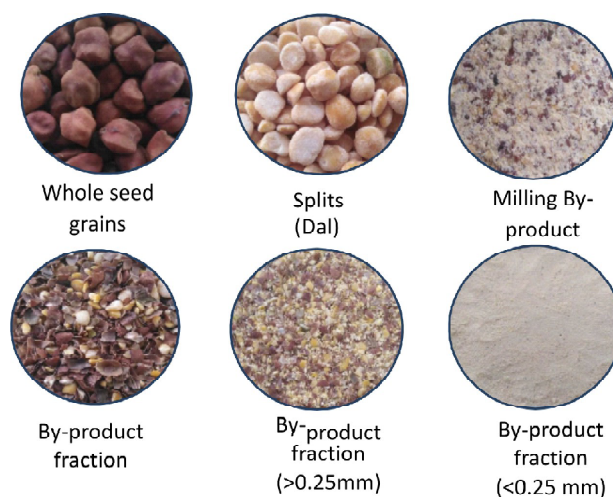 Whole seed
grains
Splits
(Dal)
Milling By-
product
By-product
fraction
By-product
fraction
(>0.25mm)
By-product
fraction
(<0.25 mm)